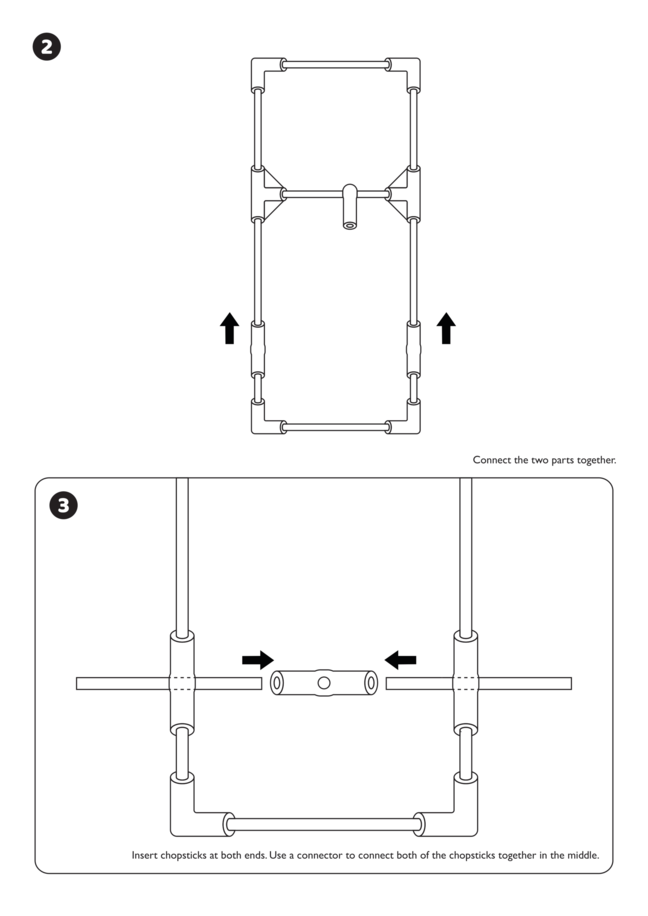 2
Connect the two parts together.
3
Insert chopsticks at both ends. Use a connector to connect both of the chopsticks together in the middle.